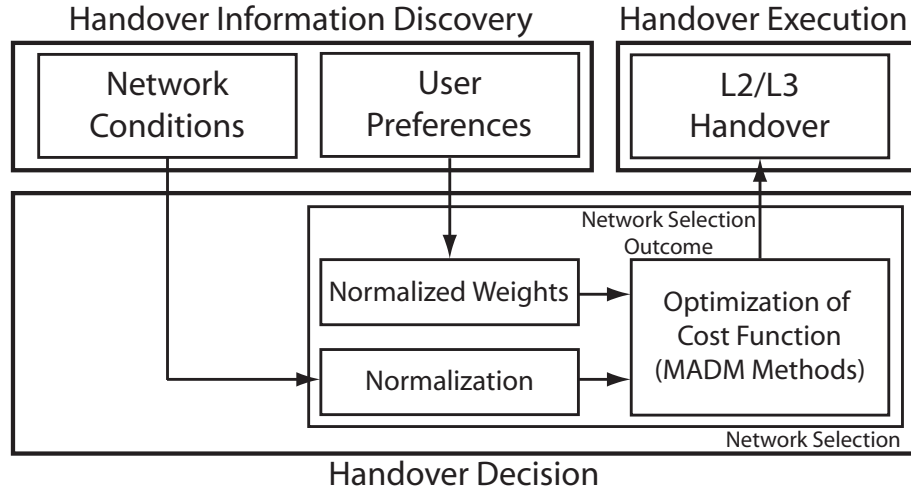 Handover Information Discovery
Handover Execution
Network
Conditions
User
Preferences
L2/L3
Handover
Network Selection
Outcome
Normalized Weights
Optimization of
Cost Function
(MADM Methods)
Normalization
Network Selection
Handover Decision